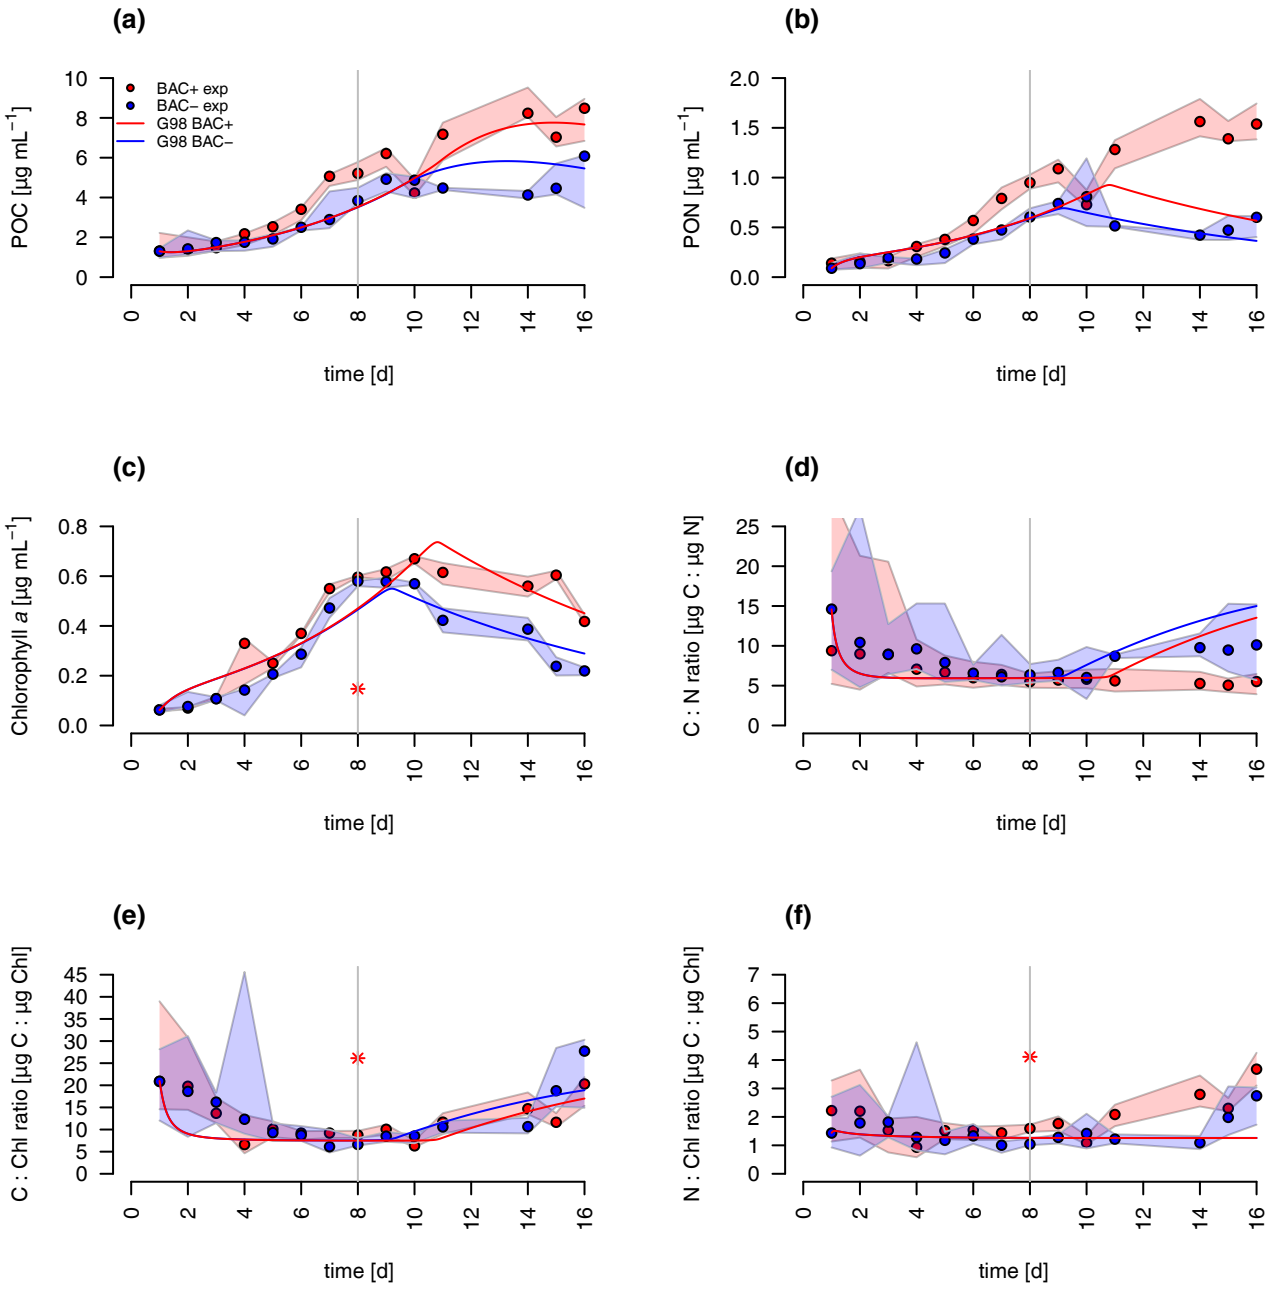 (a)
POC [µg mL⁻¹]
10
8
6
4
2
0
BAC+ exp
BAC− exp
G98 BAC+
G98 BAC−
0 2 4 6 8 10 12 14 16
time [d]
(b)
PON [µg mL⁻¹]
2.0
1.5
1.0
0.5
0.0
0 2 4 6 8 10 12 14 16
time [d]
(c)
Chlorophyll a [µg mL⁻¹]
0.8
0.6
0.4
0.2
0.0
0 2 4 6 8 10 12 14 16
time [d]
(d)
C : N ratio [µg C : µg N]
25
20
15
10
5
0
0 2 4 6 8 10 12 14 16
time [d]
(e)
C : Chl ratio [µg C : µg Chl]
45
40
35
30
25
20
15
10
5
0
0 2 4 6 8 10 12 14 16
time [d]
(f)
N : Chl ratio [µg C : µg Chl]
7
6
5
4
3
2
1
0
0 2 4 6 8 10 12 14 16
time [d]